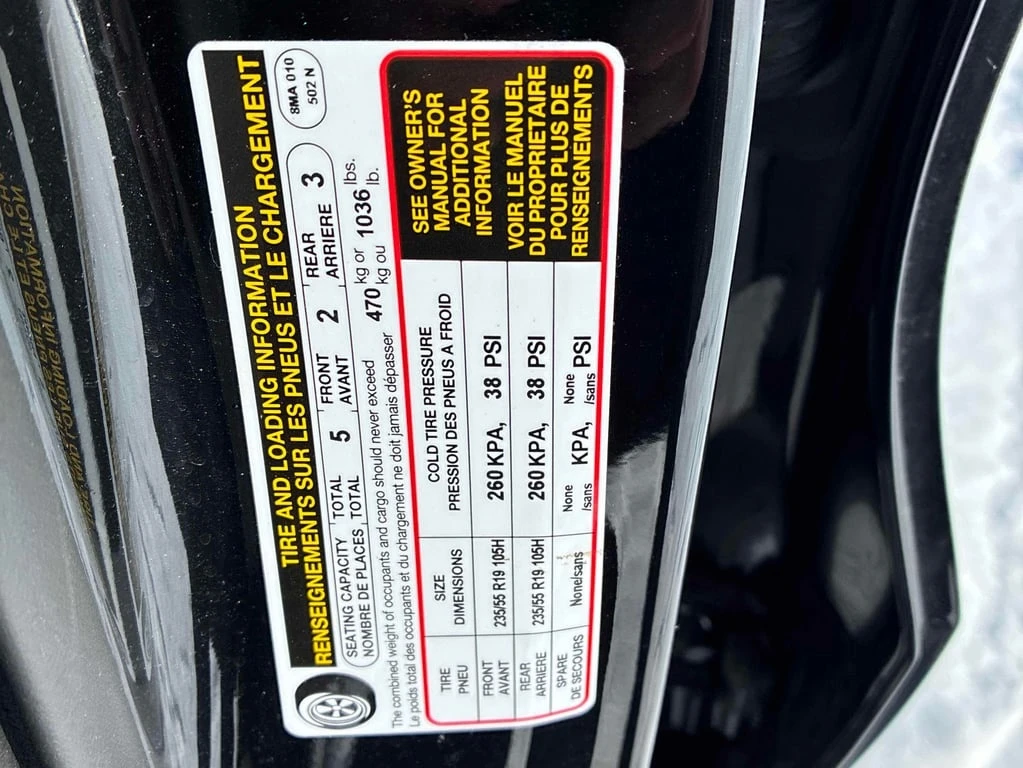 TIRE AND LOADING INFORMATION
RENSEIGNEMENTS SUR LES PNEUS ET LE CHARGEMENT
8MA 010
502 N
SEATING CAPACITY TOTAL 5 FRONT 2 REAR 3
NOMBRE DE PLACES TOTAL AVANT ARRIERE
The combined weight of occupants and cargo should never exceed 470 kg or 1036 lbs.
Le poids total des occupants et du chargement ne doit jamais dépasser kg ou lb.
TIRE SIZE COLD TIRE PRESSURE
PNEU DIMENSIONS PRESSION DES PNEUS A FROID
FRONT 235/55 R19 105H 260 KPA, 38 PSI
AVANT
REAR 235/55 R19 105H 260 KPA, 38 PSI
ARRIERE
SPARE None/sans None KPA, None PSI
DE SECOURS /sans /sans
SEE OWNER'S
MANUAL FOR
ADDITIONAL
INFORMATION
VOIR LE MANUEL
DU PROPRIETAIRE
POUR PLUS DE
RENSEIGNEMENTS